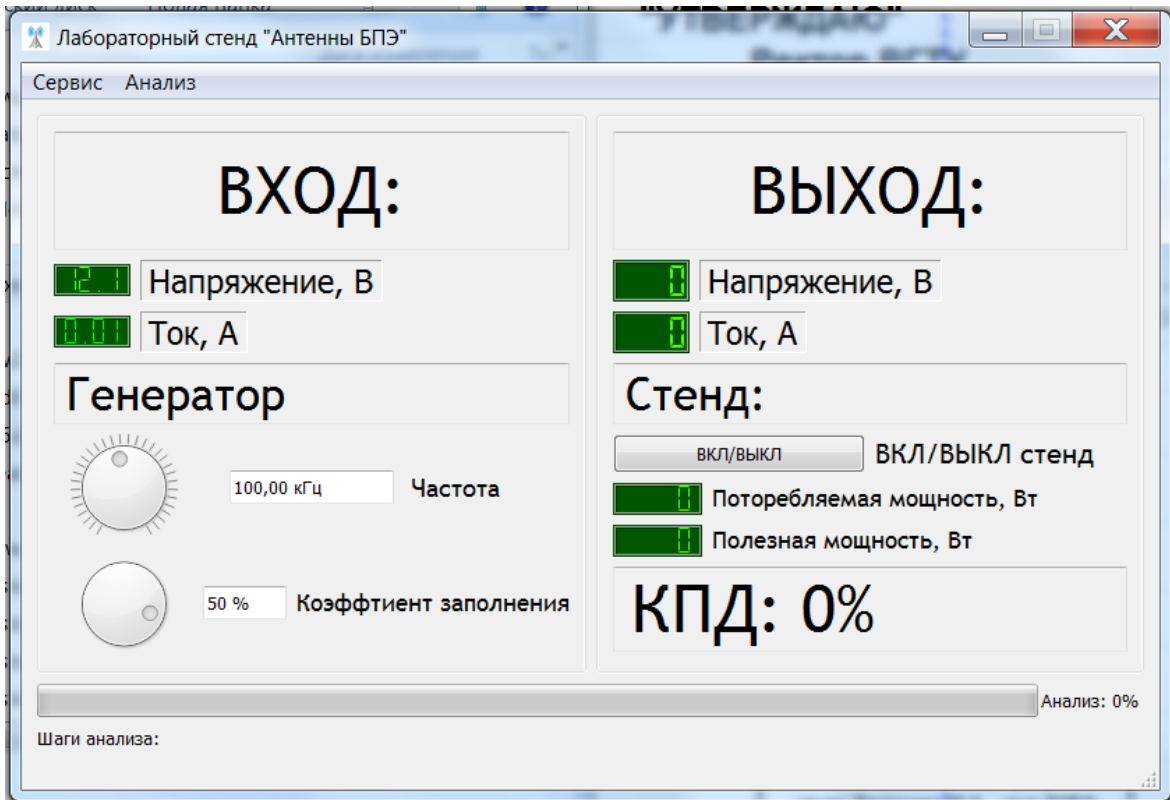 "УТВЕРЖДАЮ"
Лабораторный стенд "Антенны БПЭ"
Сервис Анализ
ВХОД:
12.1 Напряжение, В
0.01 Ток, А
Генератор
100,00 кГц Частота
50 % Коэффтиент заполнения
ВЫХОД:
0 Напряжение, В
0 Ток, А
Стенд:
ВКЛ/ВЫКЛ ВКЛ/ВЫКЛ стенд
0 Поторебляемая мощность, Вт
0 Полезная мощность, Вт
КПД: 0%
Анализ: 0%
Шаги анализа: